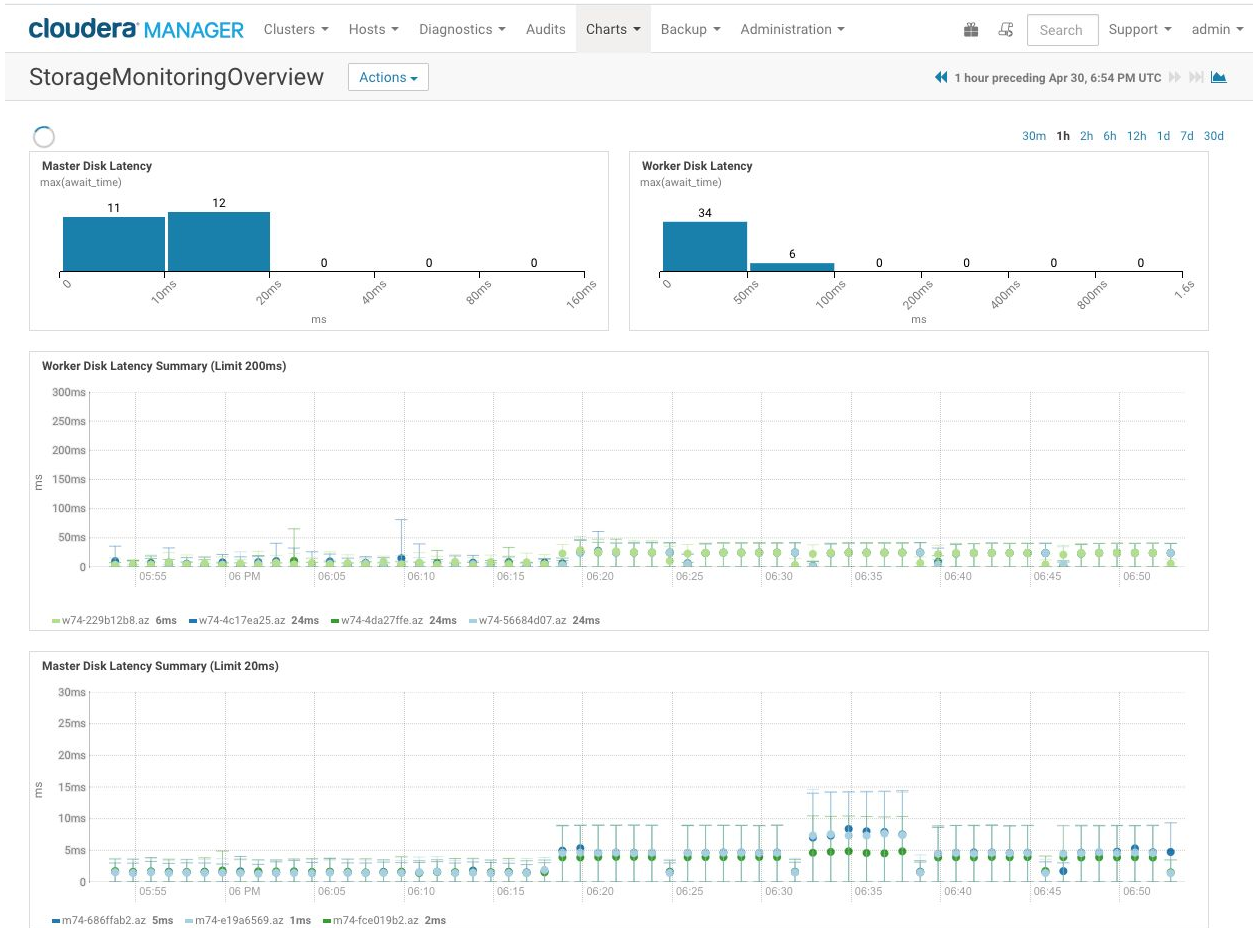 cloudera MANAGER Clusters Hosts Diagnostics Audits Charts Backup Administration Search Support admin
StorageMonitoringOverview Actions 1 hour preceding Apr 30, 6:54 PM UTC
30m 1h 2h 6h 12h 1d 7d 30d
Master Disk Latency
max(await_time)
11 12 0 0 0
0 10ms 20ms 40ms 80ms 160ms
ms
Worker Disk Latency
max(await_time)
34 6 0 0 0 0
0 50ms 100ms 200ms 400ms 800ms 1.6s
ms
Worker Disk Latency Summary (Limit 200ms)
300ms
250ms
200ms
150ms
100ms
50ms
0
ms
05:55 06 PM 06:05 06:10 06:15 06:20 06:25 06:30 06:35 06:40 06:45 06:50
w74-229b12b8.az 6ms w74-4c17ea25.az 24ms w74-4da27ffe.az 24ms w74-56684d07.az 24ms
Master Disk Latency Summary (Limit 20ms)
30ms
25ms
20ms
15ms
10ms
5ms
0
ms
05:55 06 PM 06:05 06:10 06:15 06:20 06:25 06:30 06:35 06:40 06:45 06:50
m74-686ffab2.az 5ms m74-e19a6569.az 1ms m74-fce019b2.az 2ms